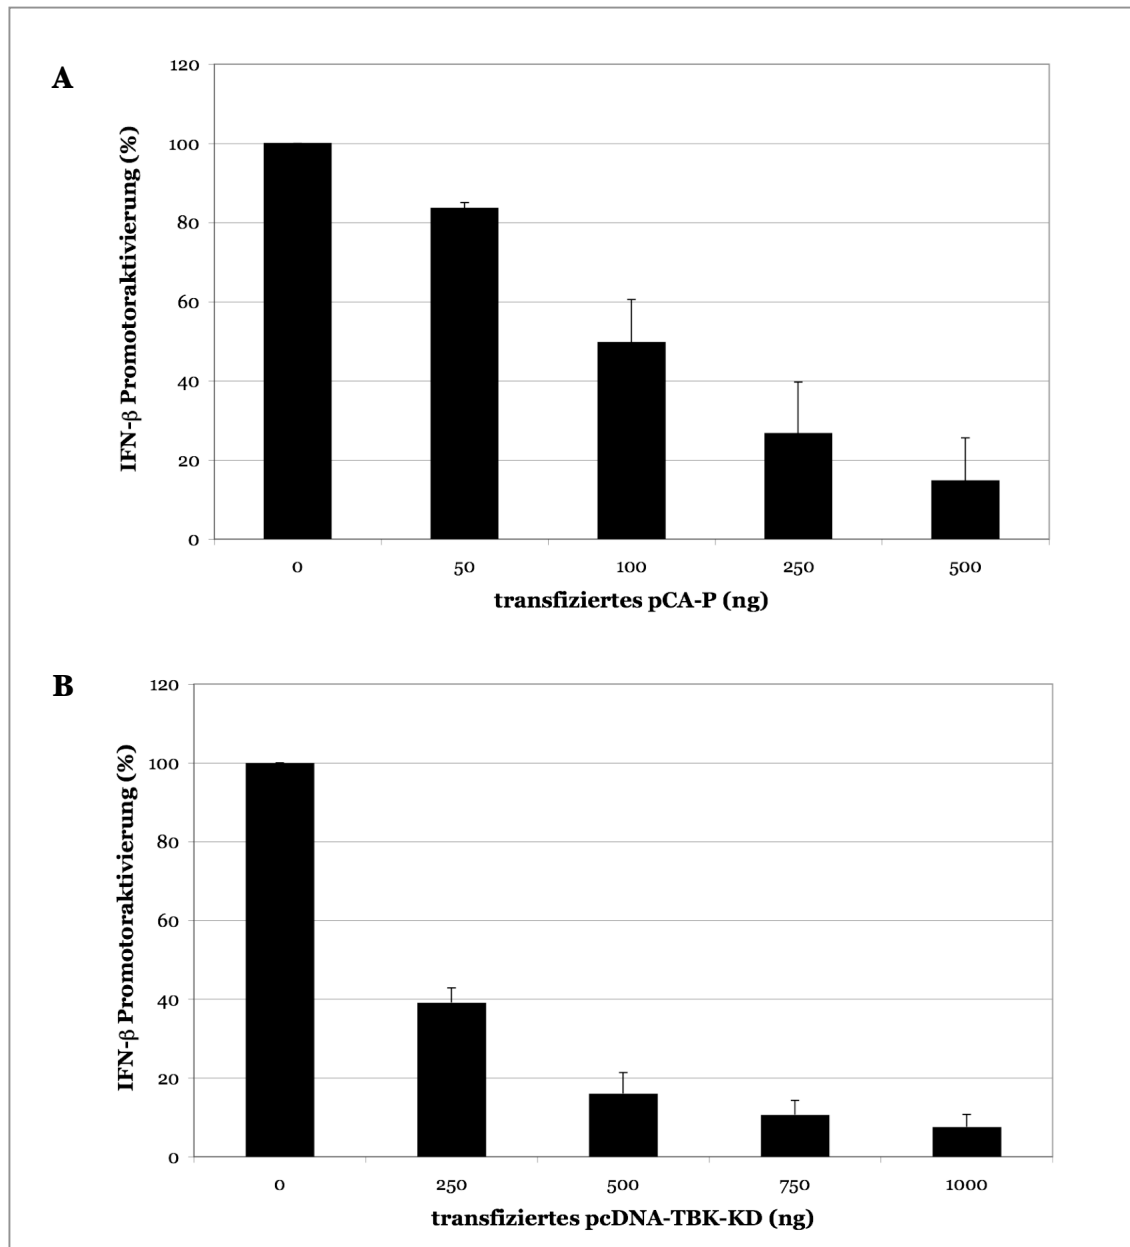 A
IFN-β Promotoraktivierung (%)
120
100
80
60
40
20
0
0 50 100 250 500
transfiziertes pCA-P (ng)
B
IFN-β Promotoraktivierung (%)
120
100
80
60
40
20
0
0 250 500 750 1000
transfiziertes pcDNA-TBK-KD (ng)